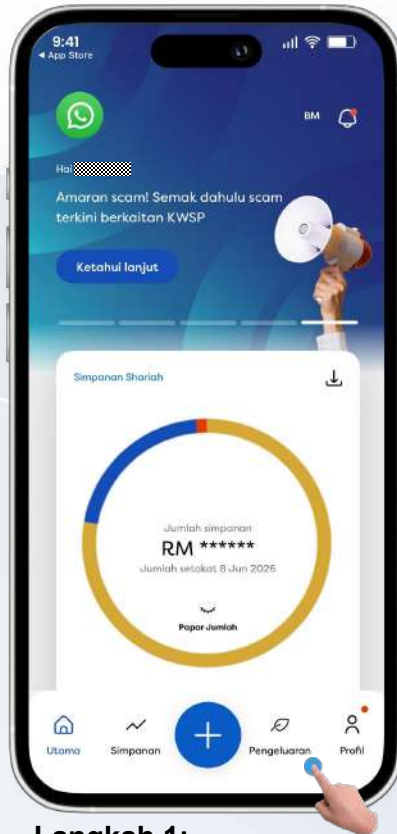 9:41
App Store
BM
Hai
Amaran scam! Semak dahulu scam
terkini berkaitan KWSP
Ketahui lanjut
Simpanan Shariah
Jumlah simpanan
RM ******
Jumlah setakat 8 Jun 2026
Papar Jumlah
Utama
Simpanan
Pengeluaran
Profil
Langkah 1: